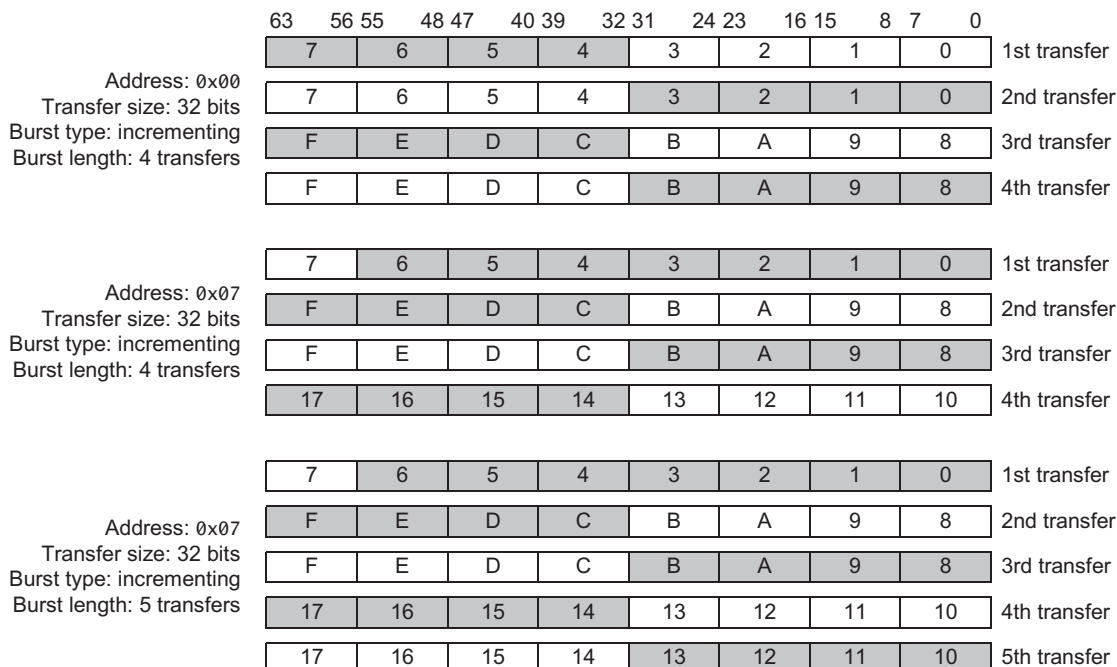 63 56 55 48 47 40 39 32 31 24 23 16 15 8 7 0
7 6 5 4 3 2 1 0 1st transfer
Address: 0x00
7 6 5 4 3 2 1 0 2nd transfer
Transfer size: 32 bits
Burst type: incrementing
F E D C B A 9 8 3rd transfer
Burst length: 4 transfers
F E D C B A 9 8 4th transfer
7 6 5 4 3 2 1 0 1st transfer
Address: 0x07
F E D C B A 9 8 2nd transfer
Transfer size: 32 bits
Burst type: incrementing
F E D C B A 9 8 3rd transfer
Burst length: 4 transfers
17 16 15 14 13 12 11 10 4th transfer
7 6 5 4 3 2 1 0 1st transfer
Address: 0x07
F E D C B A 9 8 2nd transfer
Transfer size: 32 bits
Burst type: incrementing
F E D C B A 9 8 3rd transfer
Burst length: 5 transfers
17 16 15 14 13 12 11 10 4th transfer
17 16 15 14 13 12 11 10 5th transfer